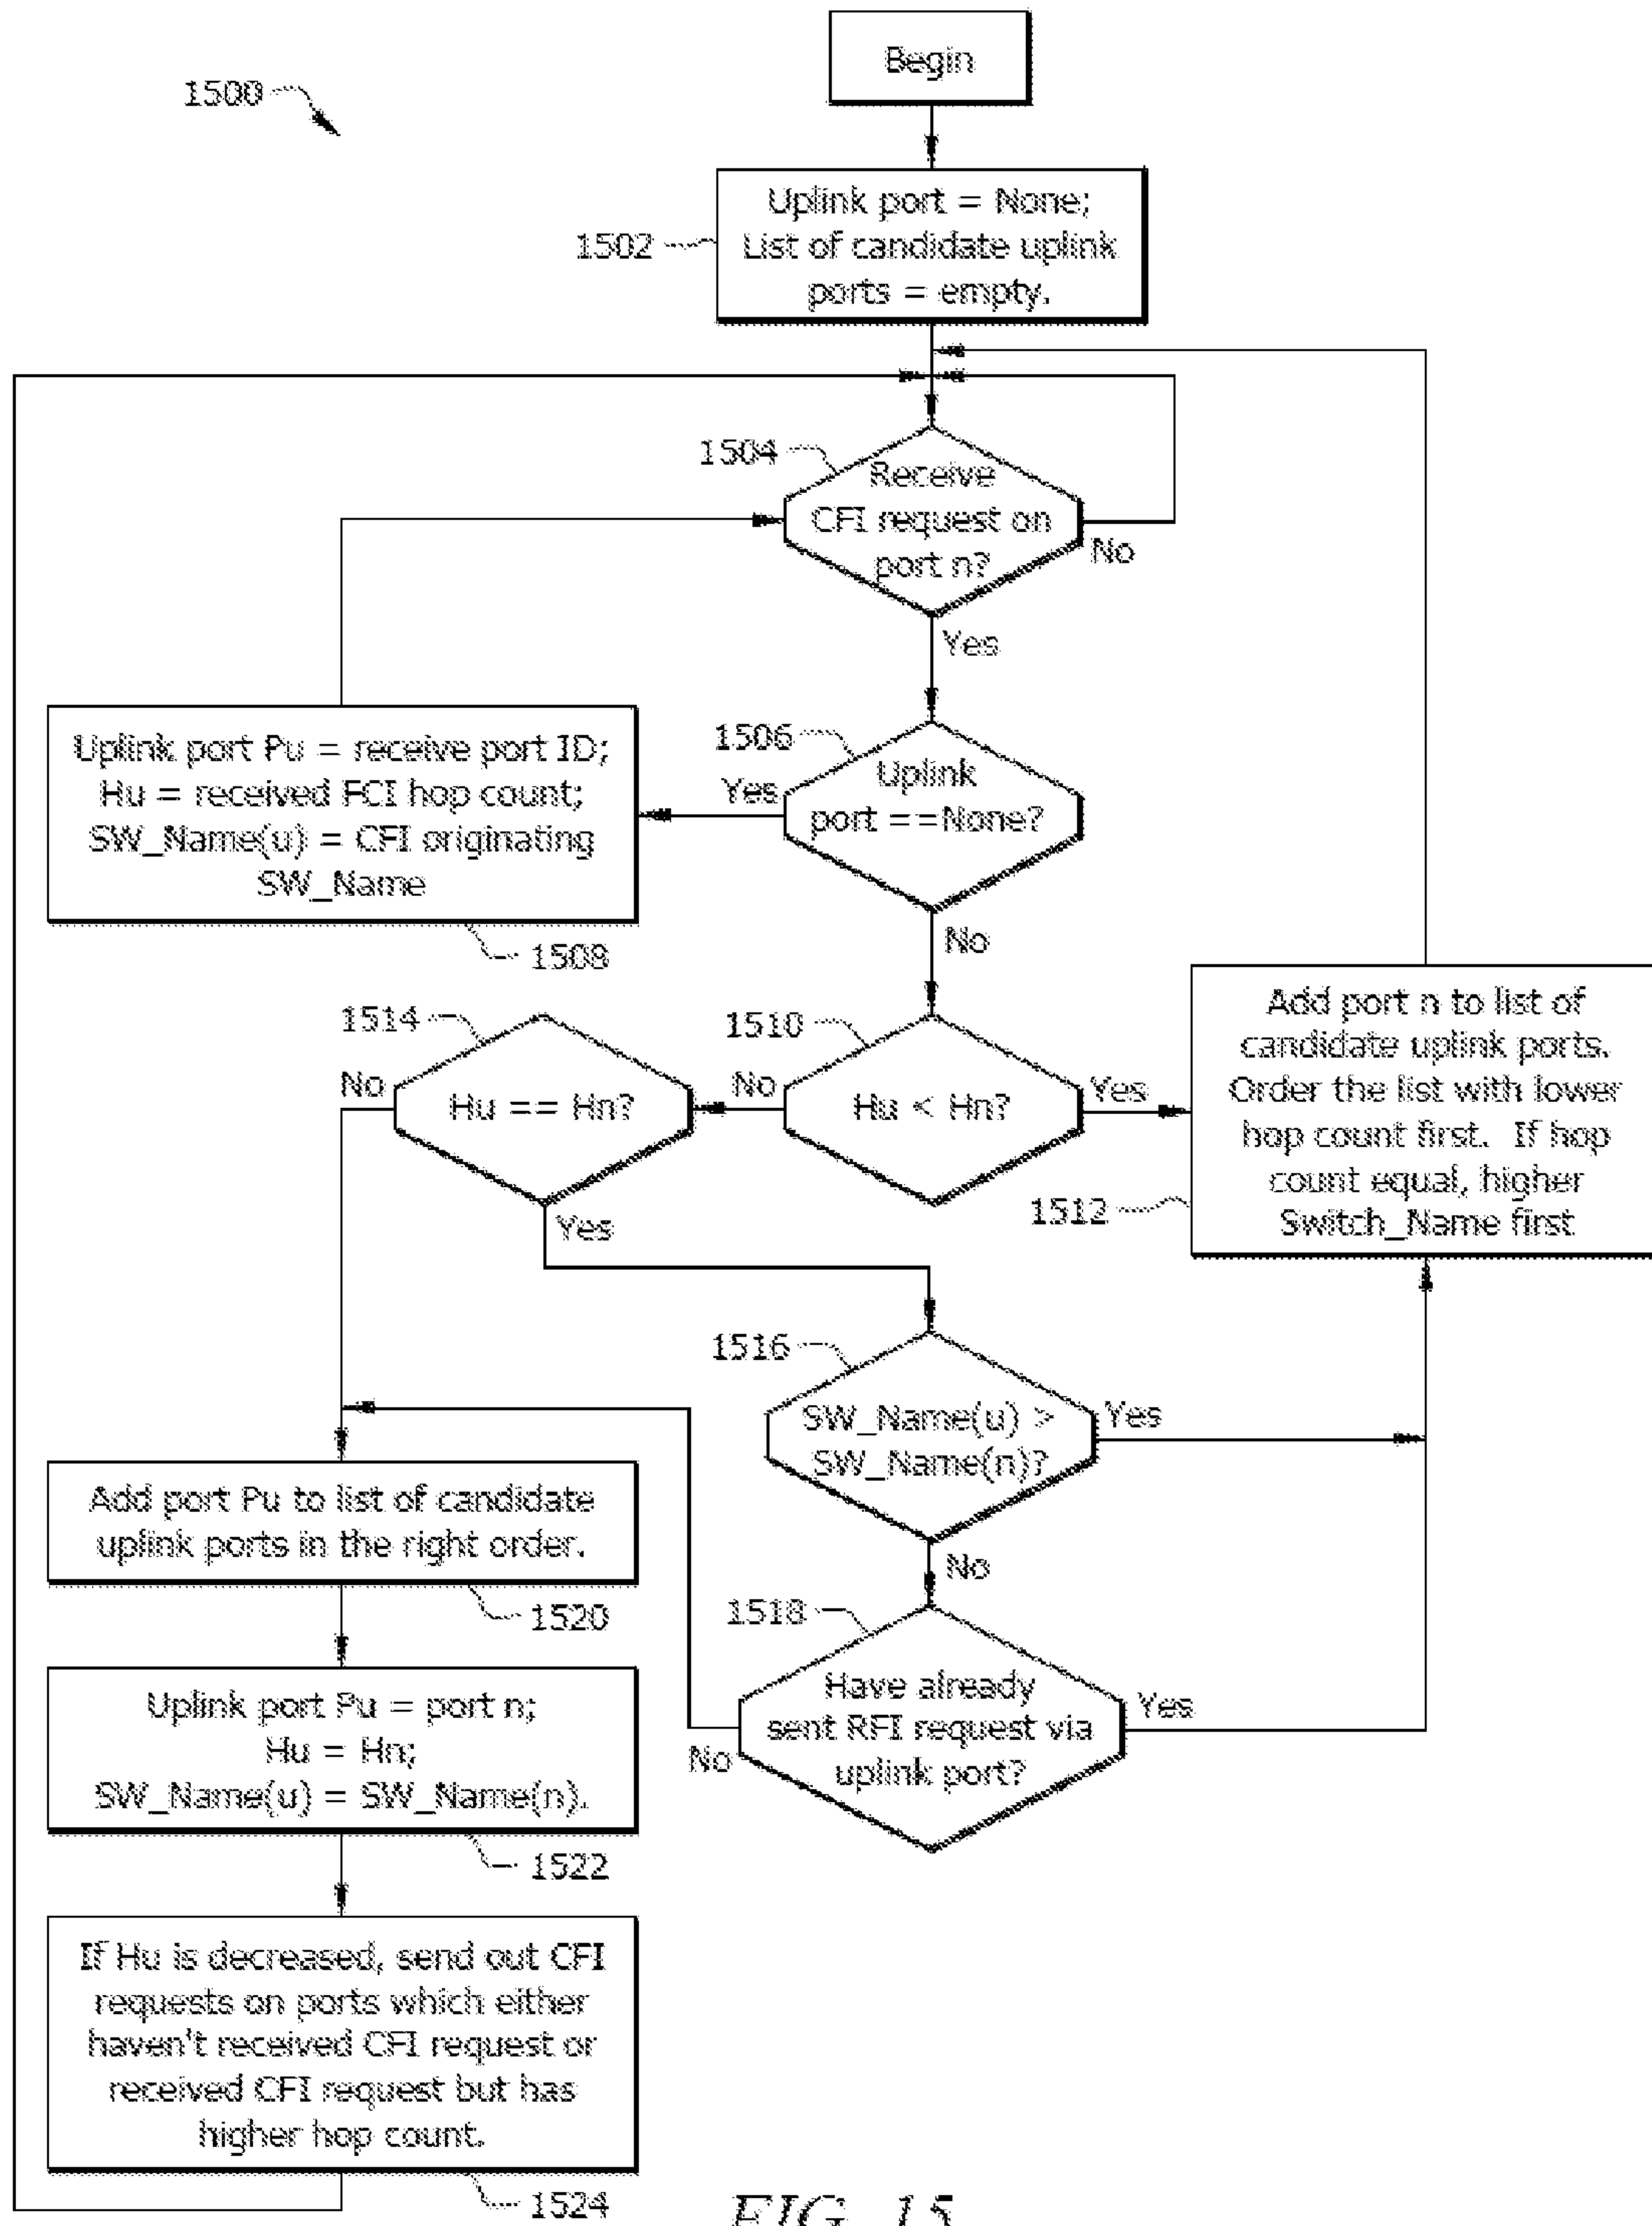 1500
Begin
1502
Uplink port = None;
List of candidate uplink
ports = empty.
1504
Receive
CFI request on
port n?
No
Yes
1506
Uplink
port ==None?
Yes
No
Uplink port Pu = receive port ID;
Hu = received FCI hop count;
SW_Name(u) = CFI originating
SW_Name
1508
1510
Hu < Hn?
No
Yes
Add port n to list of
candidate uplink ports.
Order the list with lower
hop count first. If hop
count equal, higher
Switch_Name first
1512
1514
Hu == Hn?
No
Yes
1516
SW_Name(u) >
SW_Name(n)?
Yes
No
1518
Have already
sent RFI request via
uplink port?
Yes
No
Add port Pu to list of candidate
uplink ports in the right order.
1520
Uplink port Pu = port n;
Hu = Hn;
SW_Name(u) = SW_Name(n).
1522
If Hu is decreased, send out CFI
requests on ports which either
haven't received CFI request or
received CFI request but has
higher hop count.
1524
FIG. 15